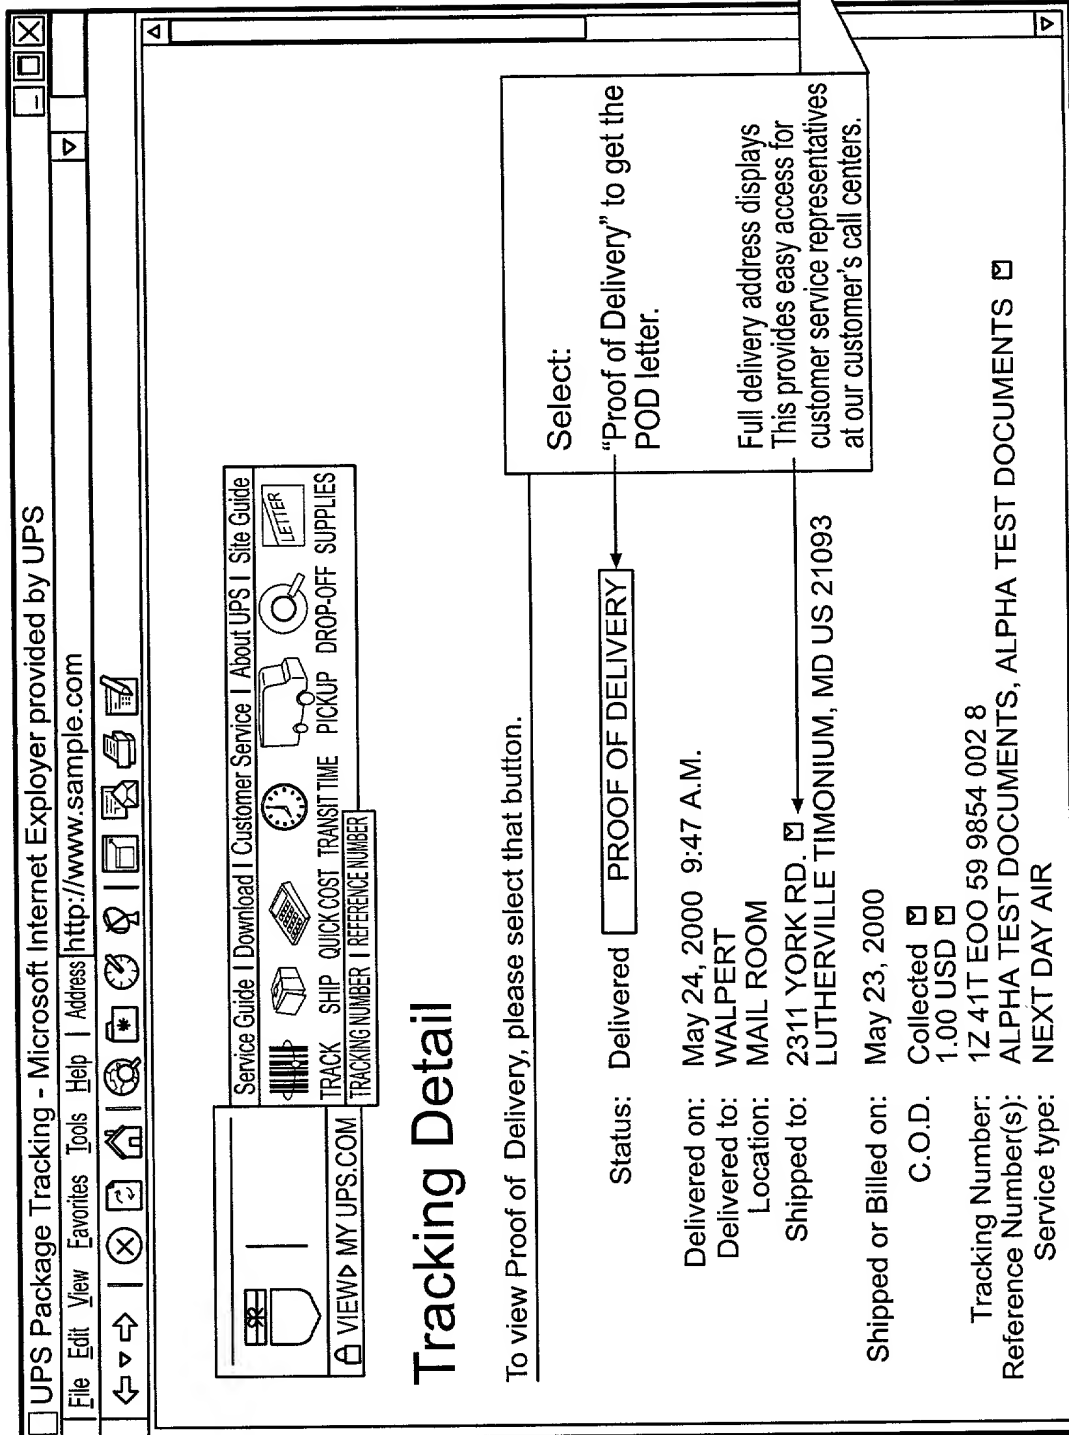 UPS Package Tracking - Microsoft Internet Exployer provided by UPS
File Edit View Favorites Tools Help | Address http://www.sample.com
Service Guide | Download | Customer Service | About UPS | Site Guide
LETTER
TRACK SHIP QUICK COST TRANSIT TIME PICKUP DROP-OFF SUPPLIES
VIEW MY UPS.COM
TRACKING NUMBER | REFERENCE NUMBER
Tracking Detail
To view Proof of Delivery, please select that button.
Select:
Status: Delivered PROOF OF DELIVERY
"Proof of Delivery" to get the
POD letter.
Delivered on: May 24, 2000 9:47 A.M.
Delivered to: WALPERT
Location: MAIL ROOM
Shipped to: 2311 YORK RD.
LUTHERVILLE TIMONIUM, MD US 21093
Full delivery address displays
This provides easy access for
customer service representatives
at our customer's call centers.
Shipped or Billed on: May 23, 2000
C.O.D. Collected
1.00 USD
Tracking Number: 1Z 41T EOO 59 9854 002 8
Reference Number(s): ALPHA TEST DOCUMENTS, ALPHA TEST DOCUMENTS
Service type: NEXT DAY AIR